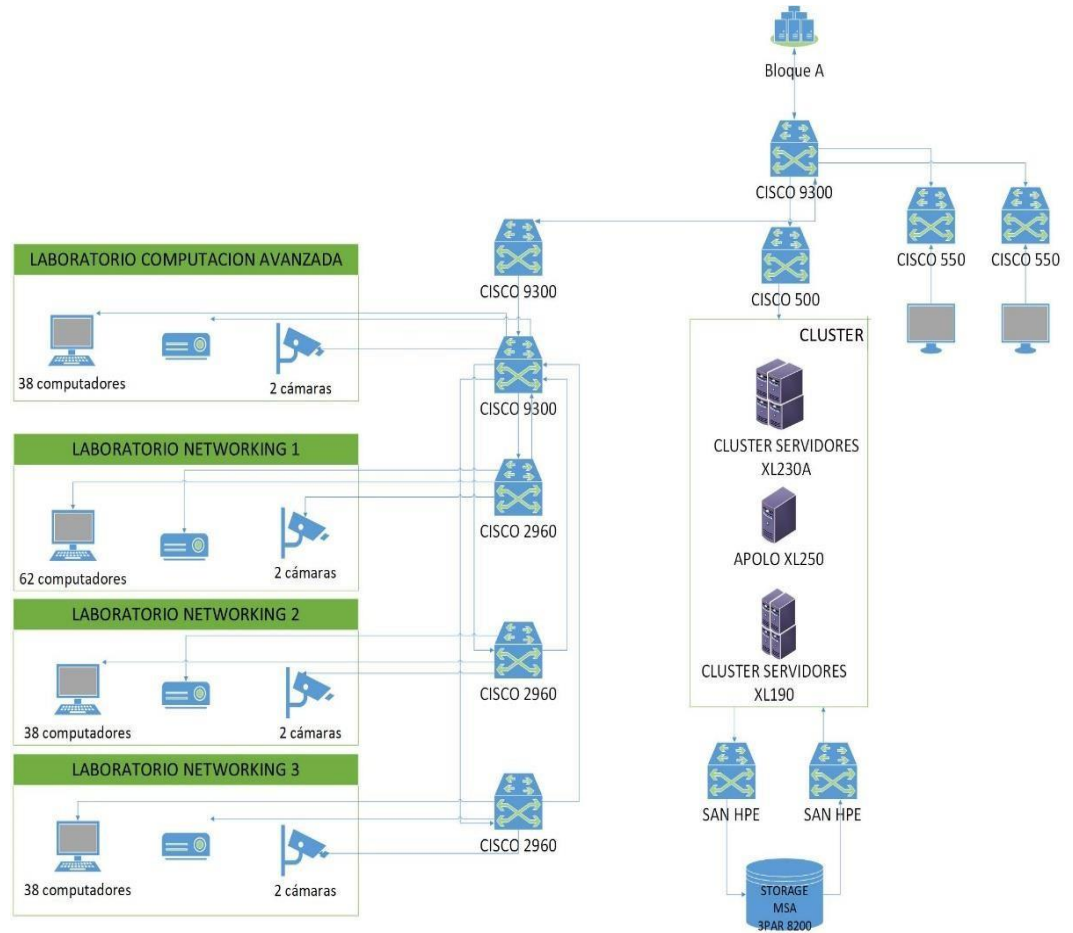 Bloque A
CISCO 9300
CISCO 550
CISCO 550
CISCO 9300
CISCO 500
LABORATORIO COMPUTACION AVANZADA
38 computadores
2 cámaras
CISCO 9300
LABORATORIO NETWORKING 1
62 computadores
2 cámaras
CISCO 2960
LABORATORIO NETWORKING 2
38 computadores
2 cámaras
CISCO 2960
LABORATORIO NETWORKING 3
38 computadores
2 cámaras
CISCO 2960
CLUSTER
CLUSTER SERVIDORES
XL230A
APOLO XL250
CLUSTER SERVIDORES
XL190
SAN HPE
SAN HPE
STORAGE
MSA
3PAR 8200